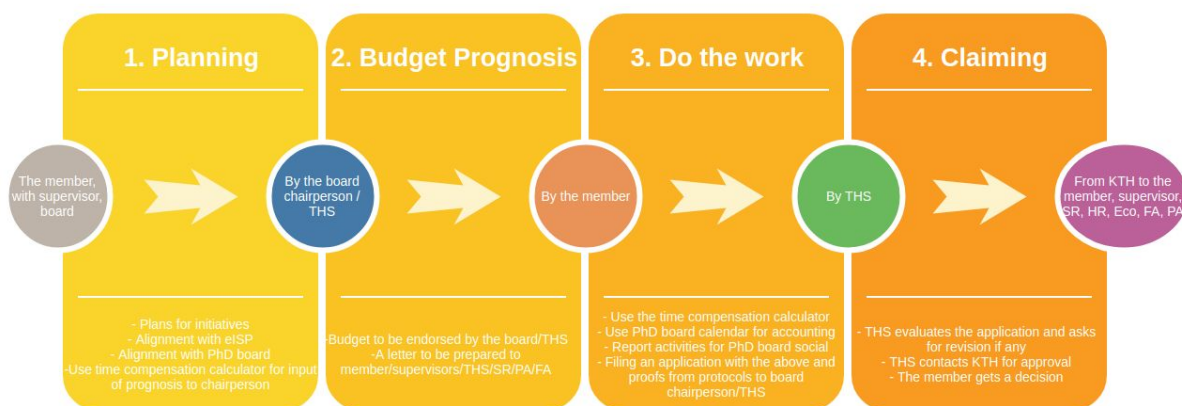 1. Planning
2. Budget Prognosis
3. Do the work
4. Claiming
The member,
with supervisor,
board
By the board
chairperson /
THS
By the member
By THS
From KTH to the
member, supervisor,
SR, HR, Eco, FA, PA
- Plans for initiatives
- Alignment with eISP
- Alignment with PhD board
-Use time compensation calculator for input
of prognosis to chairperson
-Budget to be endorsed by the board/THS
-A letter to be prepared to
member/supervisors/THS/SR/PA/FA
- Use the time compensation calculator
- Use PhD board calendar for accounting
- Report activities for PhD board social
- Filing an application with the above and
proofs from protocols to board
chairperson/THS
- THS evaluates the application and asks
for revision if any
- THS contacts KTH for approval
- The member gets a decision